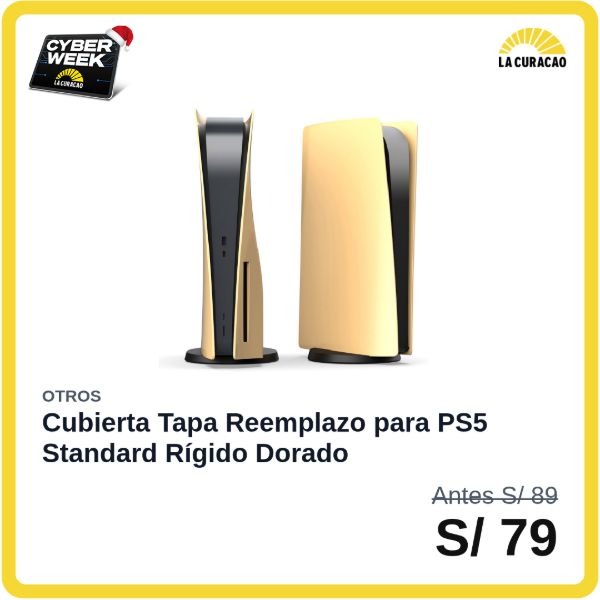 CYBER
WEEK
LA CURACAO
LA CURACAO
OTROS
Cubierta Tapa Reemplazo para PS5
Standard Rígido Dorado
Antes S/ 89
S/ 79